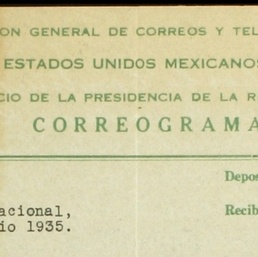 ION GENERAL DE CORREOS Y TEL
ESTADOS UNIDOS MEXICANOS
CIO DE LA PRESIDENCIA DE LA R
CORREOGRAMA
Depos
Recib
acional,
io 1935.